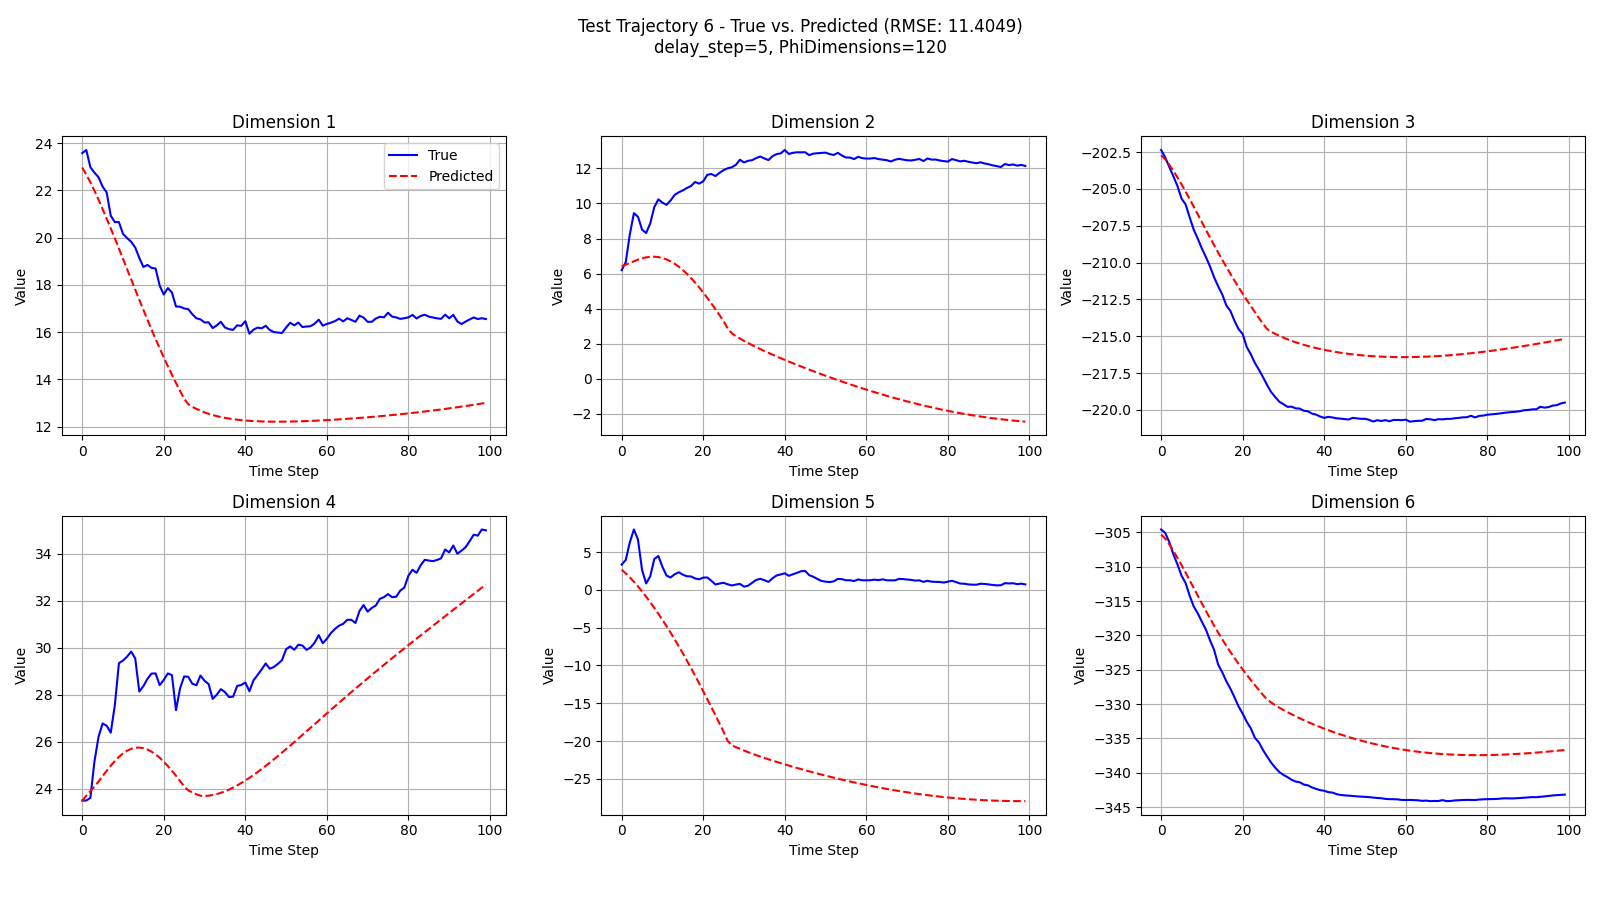 Test Trajectory 6 - True vs. Predicted (RMSE: 11.4049)
delay_step=5, PhiDimensions=120
Dimension 1
Value
24
22
20
18
16
14
12
0 20 40 60 80 100
Time Step
True
Predicted
Dimension 2
Value
12
10
8
6
4
2
0
−2
0 20 40 60 80 100
Time Step
Dimension 3
Value
−202.5
−205.0
−207.5
−210.0
−212.5
−215.0
−217.5
−220.0
0 20 40 60 80 100
Time Step
Dimension 4
Value
34
32
30
28
26
24
0 20 40 60 80 100
Time Step
Dimension 5
Value
5
0
−5
−10
−15
−20
−25
0 20 40 60 80 100
Time Step
Dimension 6
Value
−305
−310
−315
−320
−325
−330
−335
−340
−345
0 20 40 60 80 100
Time Step